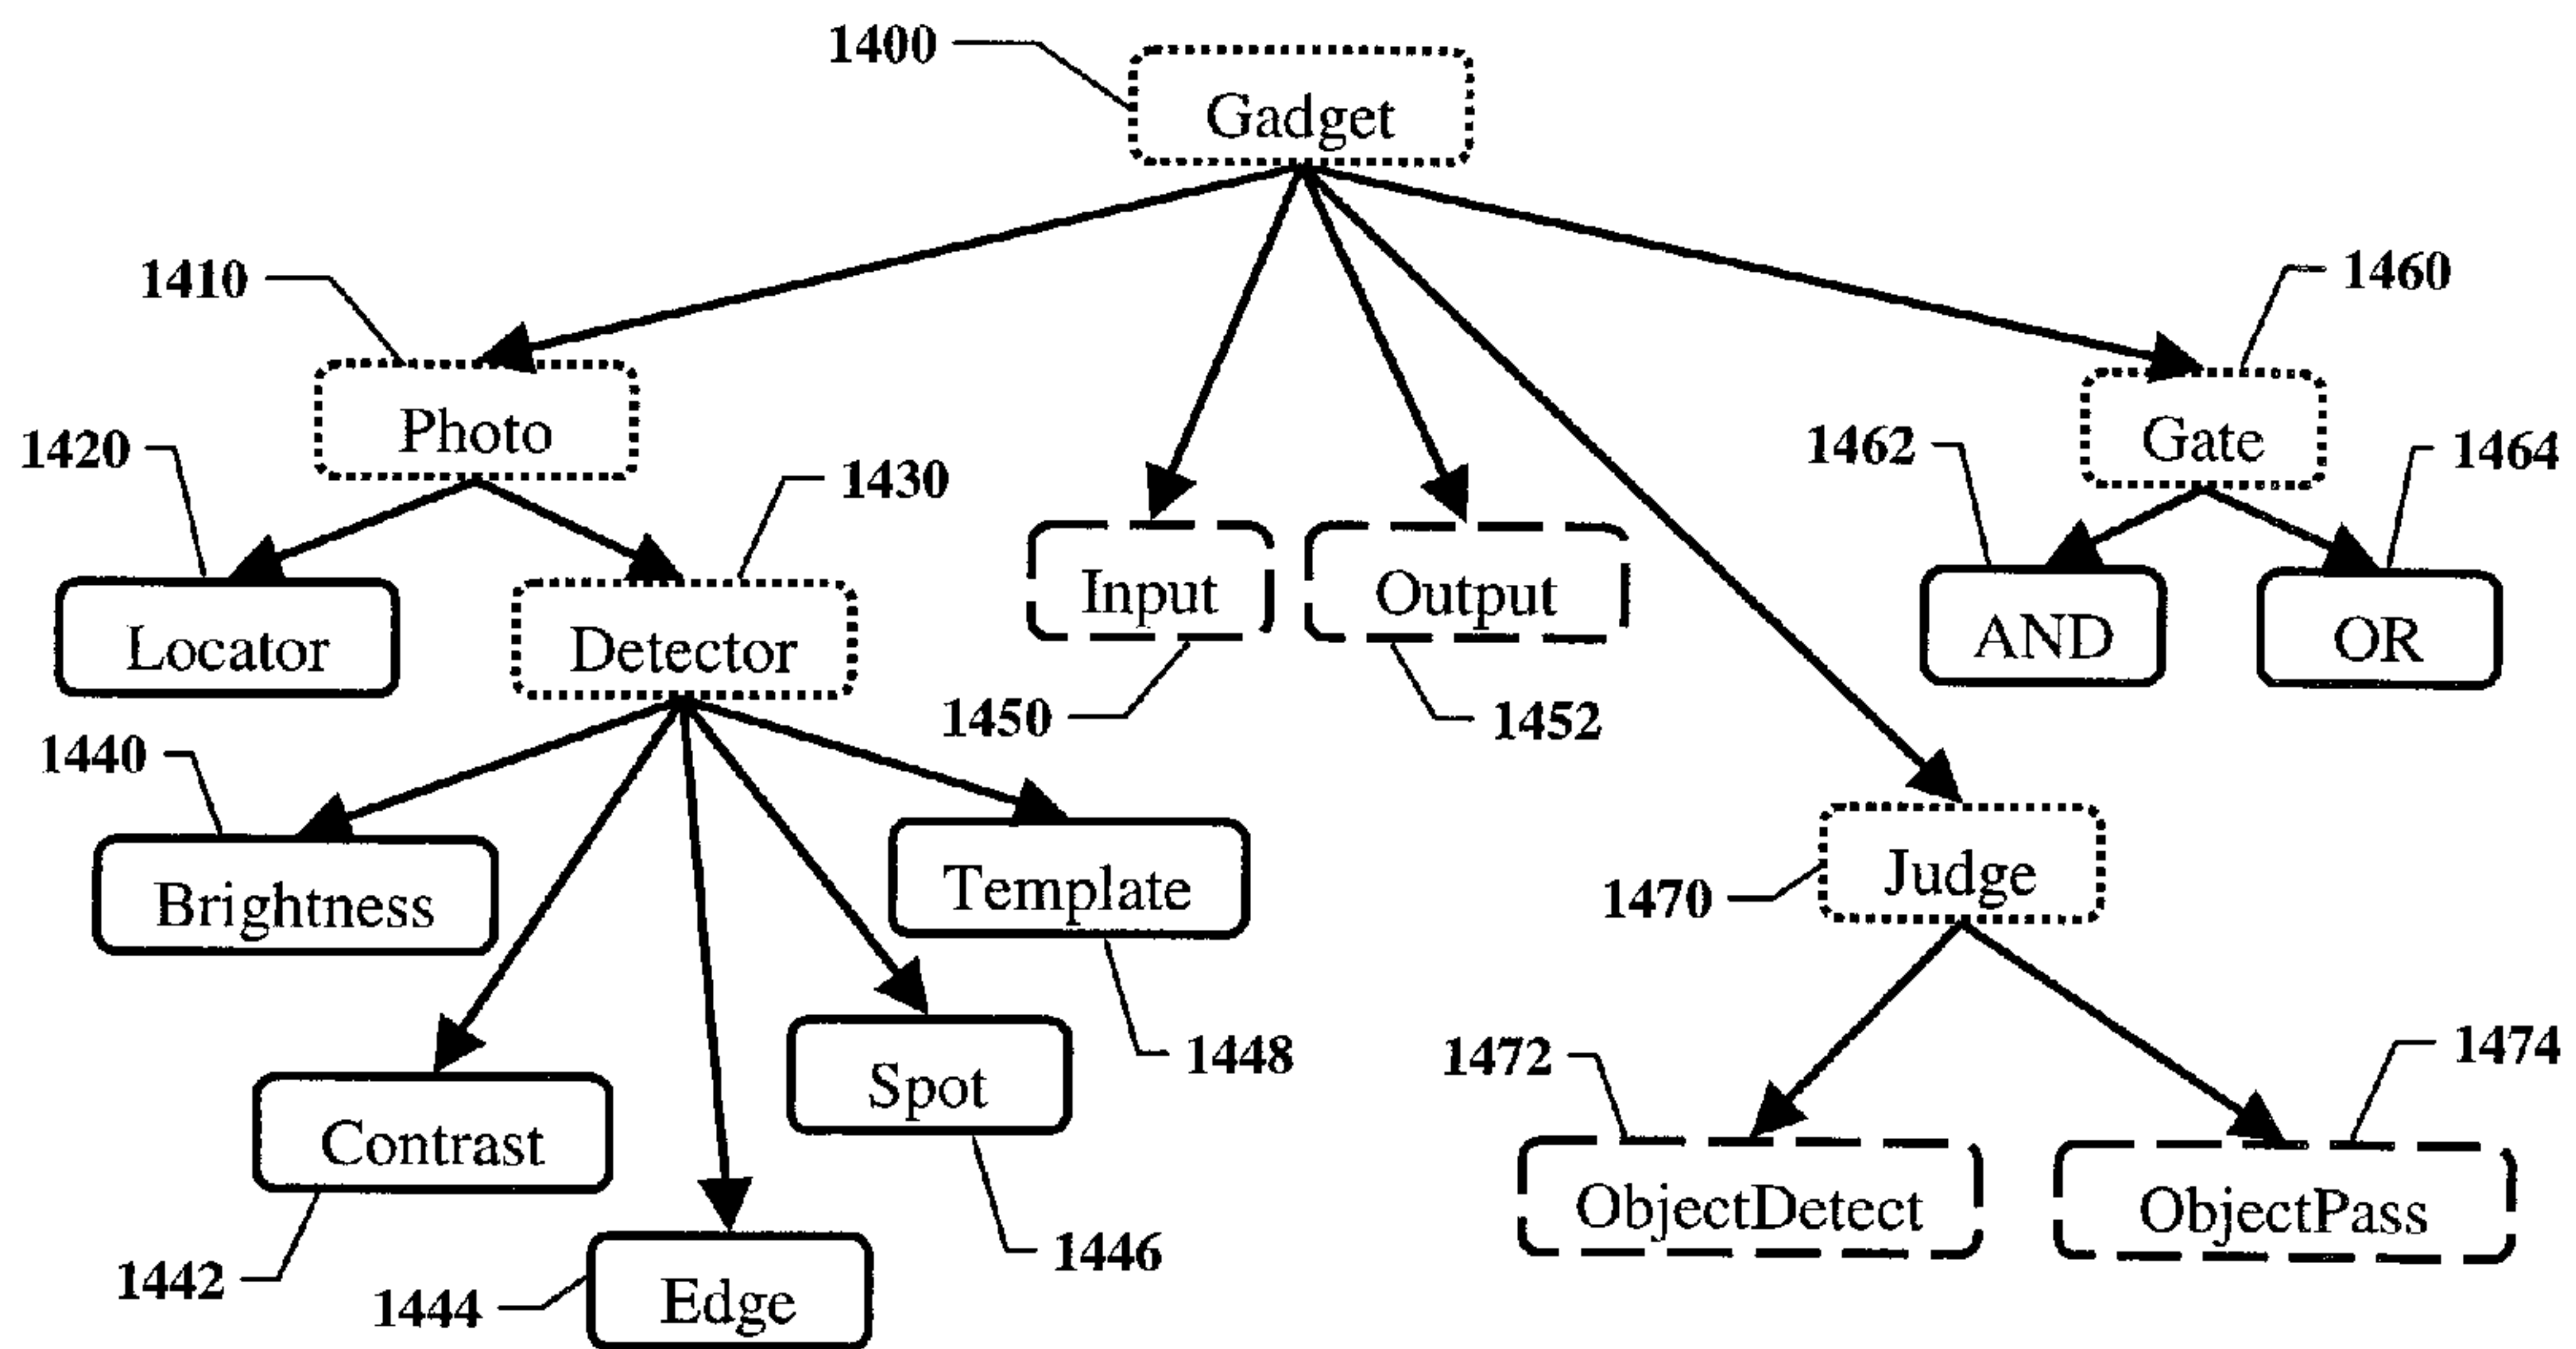 1400
Gadget
1410
1460
Photo
Gate
1420
1430
1462
1464
Locator
Detector
Input
Output
AND
OR
1450
1452
1440
Brightness
Template
Judge
1470
1448
1472
1474
Spot
Contrast
ObjectDetect
ObjectPass
1442
1446
1444
Edge